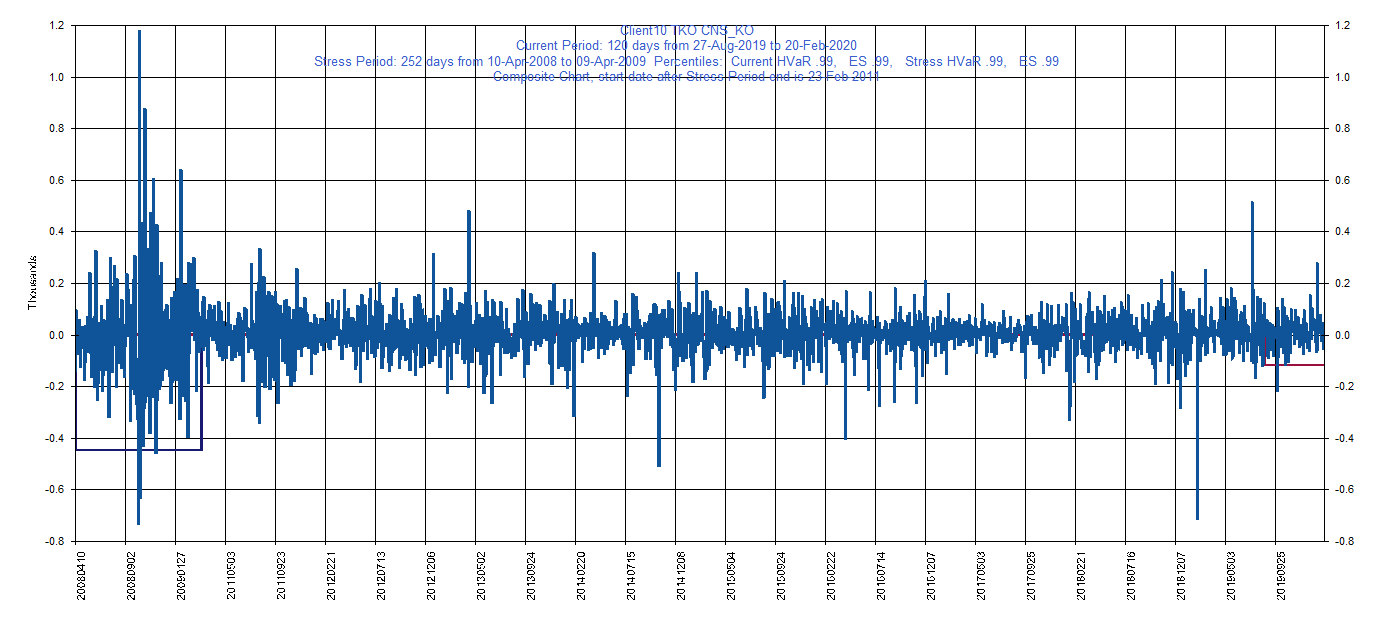 Client10 TKO CNS_KO
Current Period: 120 days from 27-Aug-2019 to 20-Feb-2020
Stress Period: 252 days from 10-Apr-2008 to 09-Apr-2009 Percentiles: Current HVaR .99, ES .99, Stress HVaR .99, ES .99
Composite Chart, start date after Stress Period end is 23 Feb 2011
1.2 1.2
1.0 1.0
0.8 0.8
0.6 0.6
0.4 0.4
0.2 0.2
Thousands
0.0 0.0
-0.2 -0.2
-0.4 -0.4
-0.6 -0.6
-0.8 -0.8
20080410 20080902 20090127 20110503 20110923 20120221 20120713 20121206 20130502 20130924 20140220 20140715 20141208 20150504 20150924 20160222 20160714 20161207 20170503 20170925 20180221 20180716 20181207 20190503 20190925